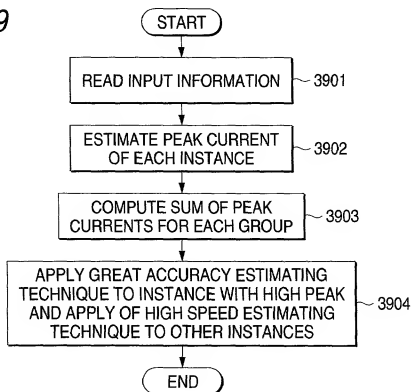 9
START
READ INPUT INFORMATION
3901
ESTIMATE PEAK CURRENT
OF EACH INSTANCE
3902
COMPUTE SUM OF PEAK
CURRENTS FOR EACH GROUP
3903
APPLY GREAT ACCURACY ESTIMATING
TECHNIQUE TO INSTANCE WITH HIGH PEAK
AND APPLY OF HIGH SPEED ESTIMATING
TECHNIQUE TO OTHER INSTANCES
3904
END